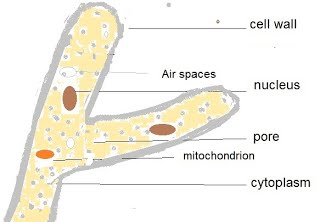 cell wall
Air spaces
nucleus
pore
mitochondrion
cytoplasm